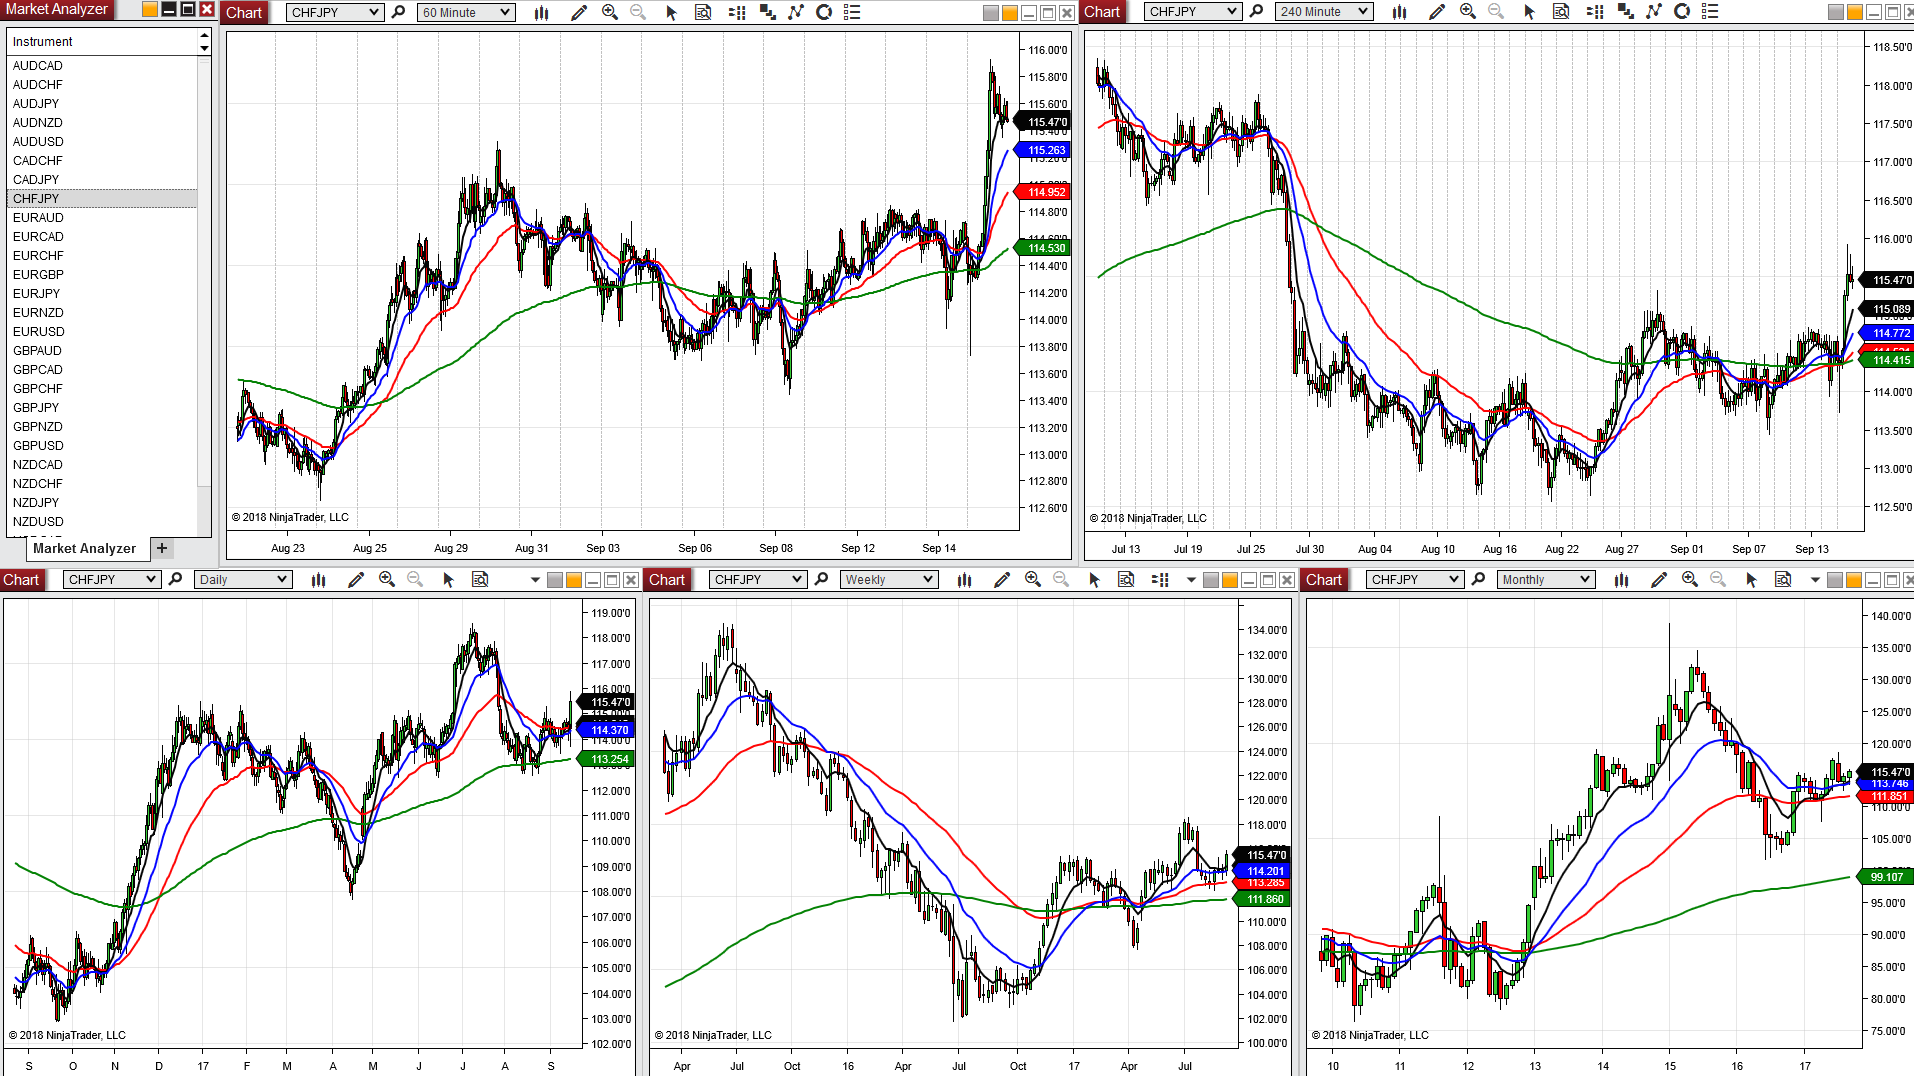 Market Analyzer
Instrument
AUDCAD
AUDCHF
AUDJPY
AUDNZD
AUDUSD
CADCHF
CADJPY
CHFJPY
EURAUD
EURCAD
EURCHF
EURGBP
EURJPY
EURNZD
EURUSD
GBPAUD
GBPCAD
GBPCHF
GBPJPY
GBPNZD
GBPUSD
NZDCAD
NZDCHF
NZDJPY
NZDUSD
Market Analyzer +
Chart CHFJPY 60 Minute
116.00'0
115.80'0
115.60'0
115.47'0
115.40'0
115.263
115.20'0
114.952
114.80'0
114.530
114.40'0
114.20'0
114.00'0
113.80'0
113.60'0
113.40'0
113.20'0
113.00'0
112.80'0
112.60'0
© 2018 NinjaTrader, LLC
Aug 23 Aug 25 Aug 29 Aug 31 Sep 03 Sep 06 Sep 08 Sep 12 Sep 14
Chart CHFJPY 240 Minute
118.50'0
118.00'0
117.50'0
117.00'0
116.50'0
116.00'0
115.47'0
115.089
114.772
114.415
114.00'0
113.50'0
113.00'0
112.50'0
© 2018 NinjaTrader, LLC
Jul 13 Jul 19 Jul 25 Jul 30 Aug 04 Aug 10 Aug 16 Aug 22 Aug 27 Sep 01 Sep 07 Sep 13
Chart CHFJPY Daily
119.00'0
118.00'0
117.00'0
116.00'0
115.47'0
114.370
113.254
112.00'0
111.00'0
110.00'0
109.00'0
108.00'0
107.00'0
106.00'0
105.00'0
104.00'0
103.00'0
102.00'0
© 2018 NinjaTrader, LLC
S O N D 17 F M A M J J A S
Chart CHFJPY Weekly
134.00'0
132.00'0
130.00'0
128.00'0
126.00'0
124.00'0
122.00'0
120.00'0
118.00'0
115.47'0
114.201
113.285
111.860
110.00'0
108.00'0
106.00'0
104.00'0
102.00'0
100.00'0
© 2018 NinjaTrader, LLC
Apr Jul Oct 16 Apr Jul Oct 17 Apr Jul
Chart CHFJPY Monthly
140.00'0
135.00'0
130.00'0
125.00'0
120.00'0
115.47'0
113.746
111.851
110.00'0
105.00'0
99.107
95.00'0
90.00'0
85.00'0
80.00'0
75.00'0
© 2018 NinjaTrader, LLC
10 11 12 13 14 15 16 17